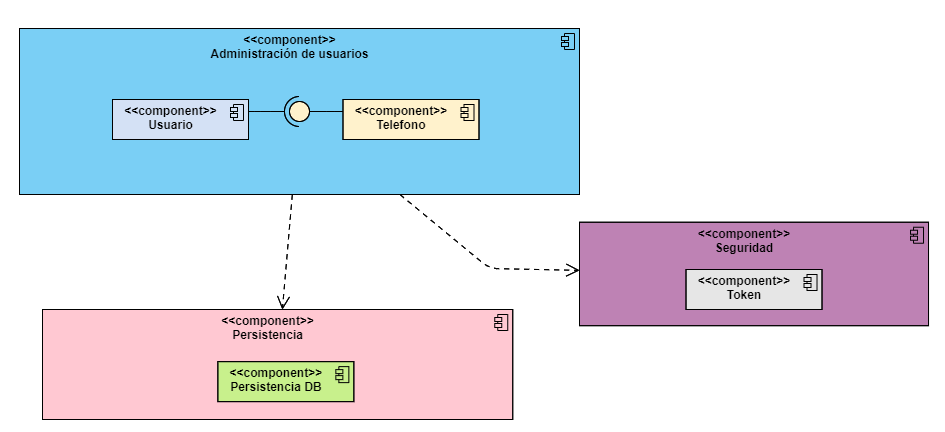 <<component>>
Administración de usuarios
<<component>>
Usuario
<<component>>
Telefono
<<component>>
Seguridad
<<component>>
Token
<<component>>
Persistencia
<<component>>
Persistencia DB